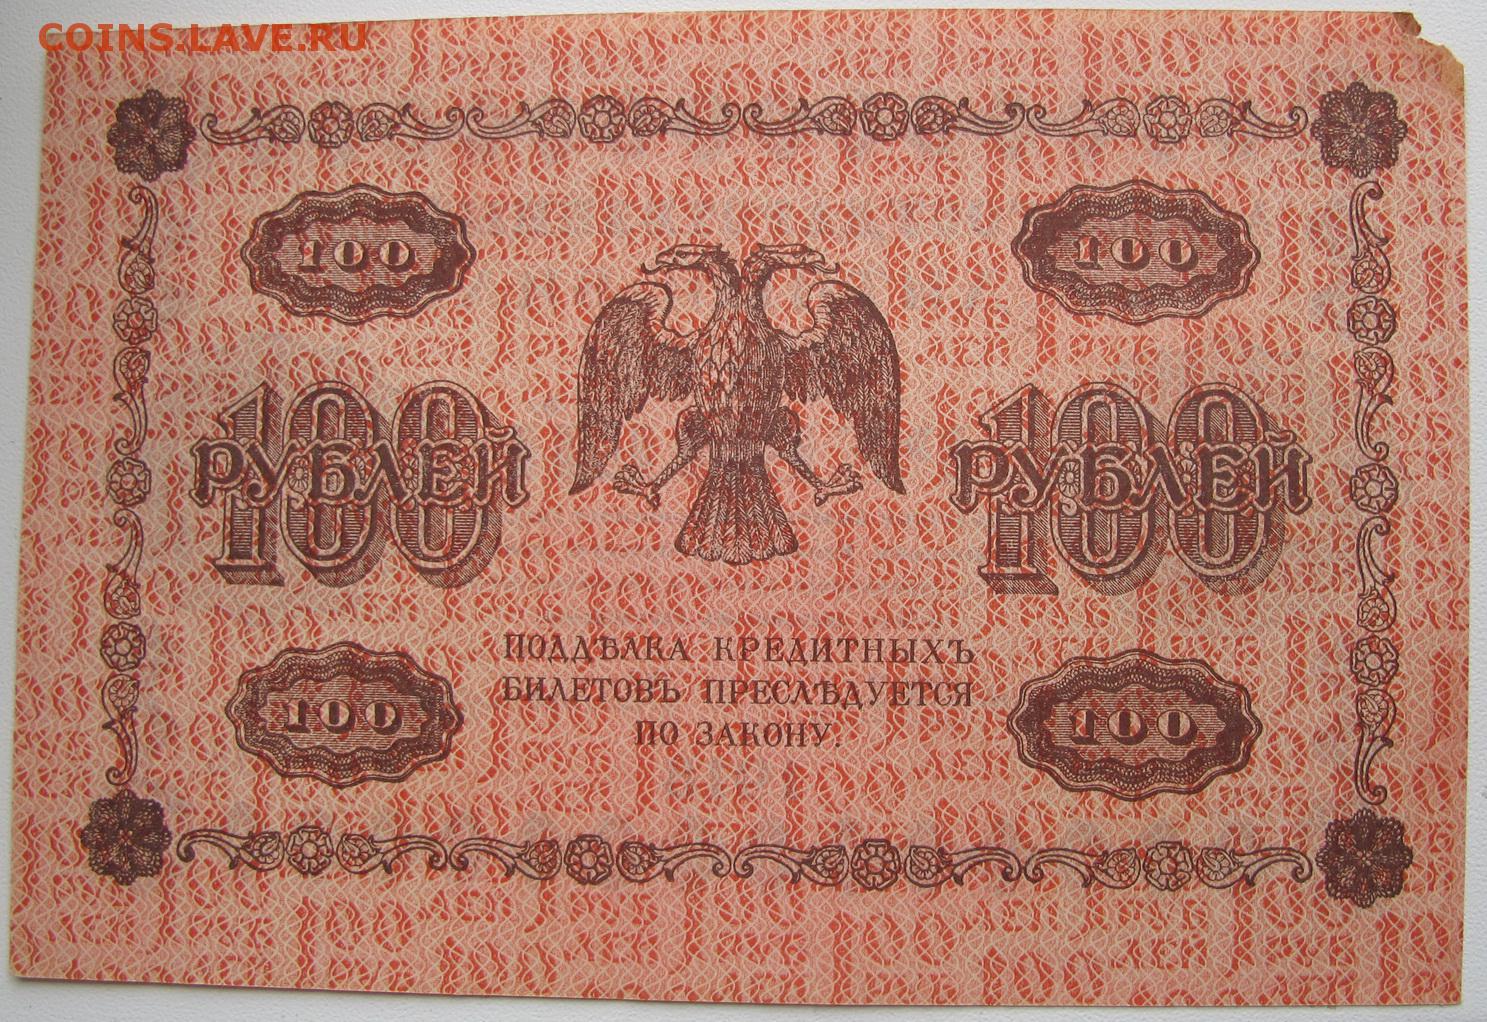 COINS.LAVE.RU
100 100
100 РУБЛЕЙ 100 РУБЛЕЙ
ПОДДѢЛКА КРЕДИТНЫХЪ
БИЛЕТОВЪ ПРЕСЛѢДУЕТСЯ
ПО ЗАКОНУ.
100 100